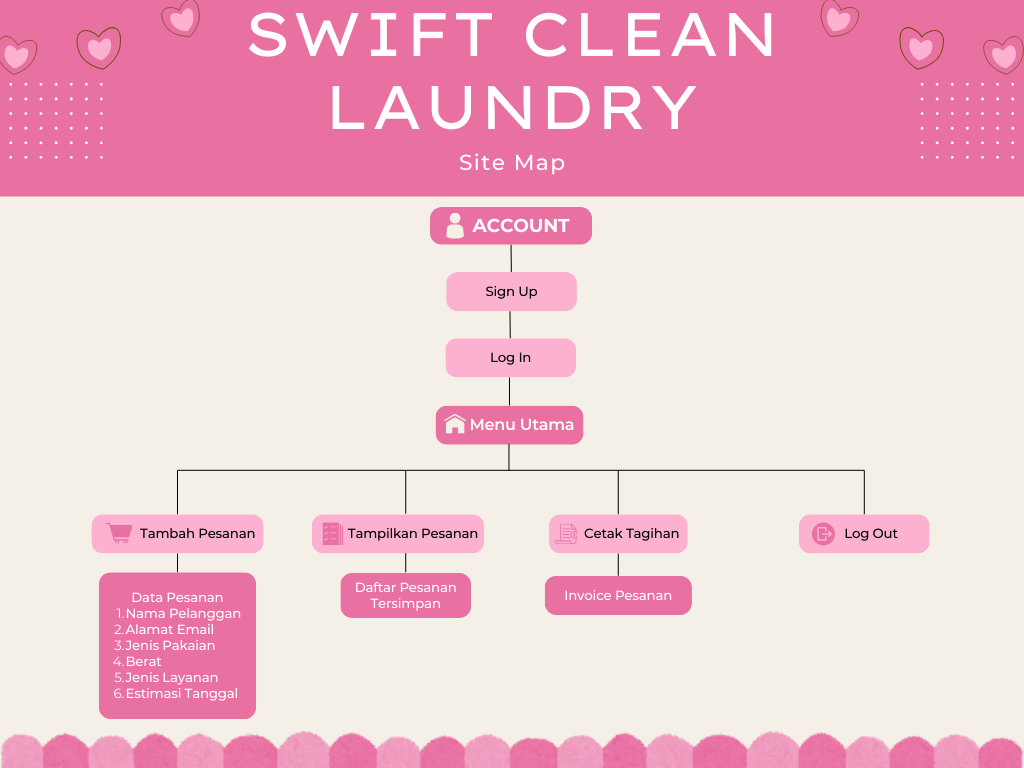 SWIFT CLEAN
LAUNDRY
Site Map
ACCOUNT
Sign Up
Log In
Menu Utama
Tambah Pesanan
Tampilkan Pesanan
Cetak Tagihan
Log Out
Data Pesanan
1. Nama Pelanggan
2. Alamat Email
3. Jenis Pakaian
4. Berat
5. Jenis Layanan
6. Estimasi Tanggal
Daftar Pesanan
Tersimpan
Invoice Pesanan